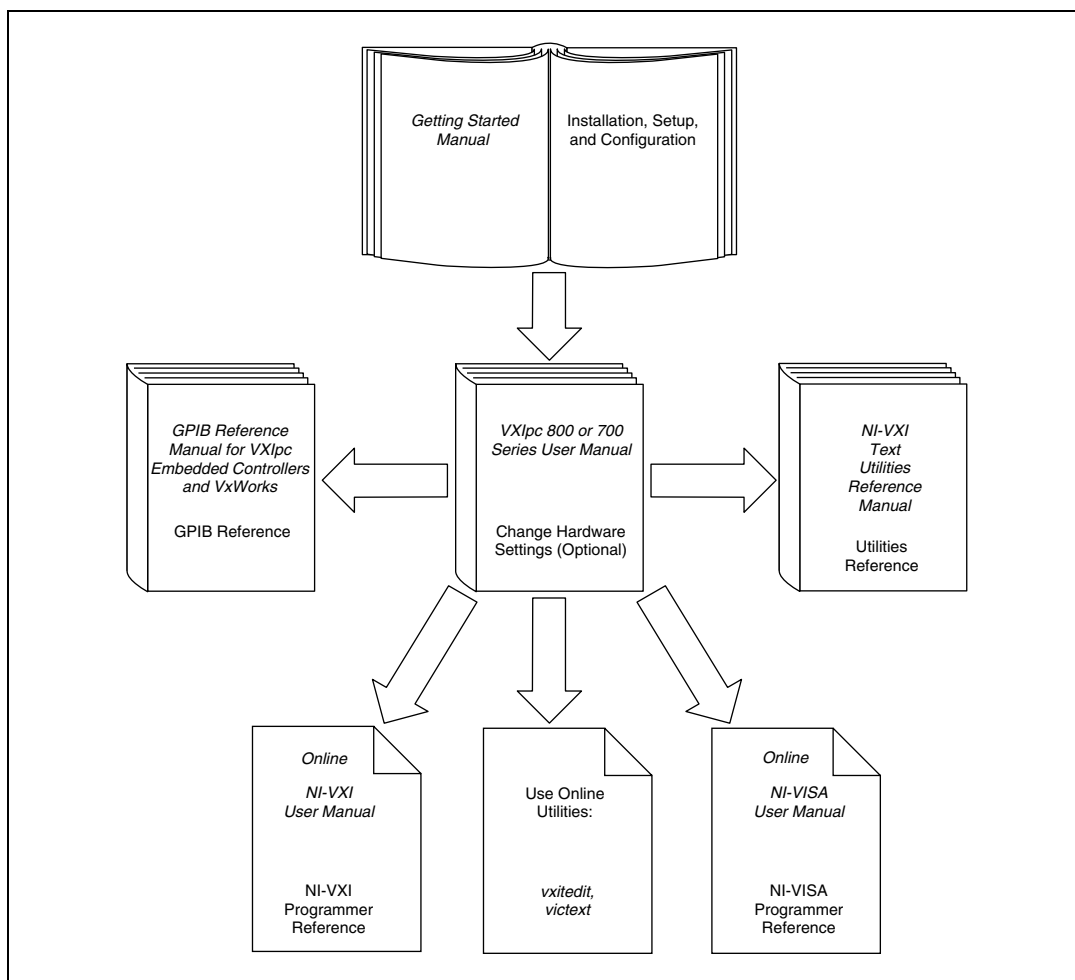 Getting Started
Manual
Installation, Setup,
and Configuration
GPIB Reference
Manual for VXIpc
Embedded Controllers
and VxWorks
GPIB Reference
VXIpc 800 or 700
Series User Manual
Change Hardware
Settings (Optional)
NI-VXI
Text
Utilities
Reference
Manual
Utilities
Reference
Online
NI-VXI
User Manual
NI-VXI
Programmer
Reference
Use Online
Utilities:
vxitedit,
victext
Online
NI-VISA
User Manual
NI-VISA
Programmer
Reference